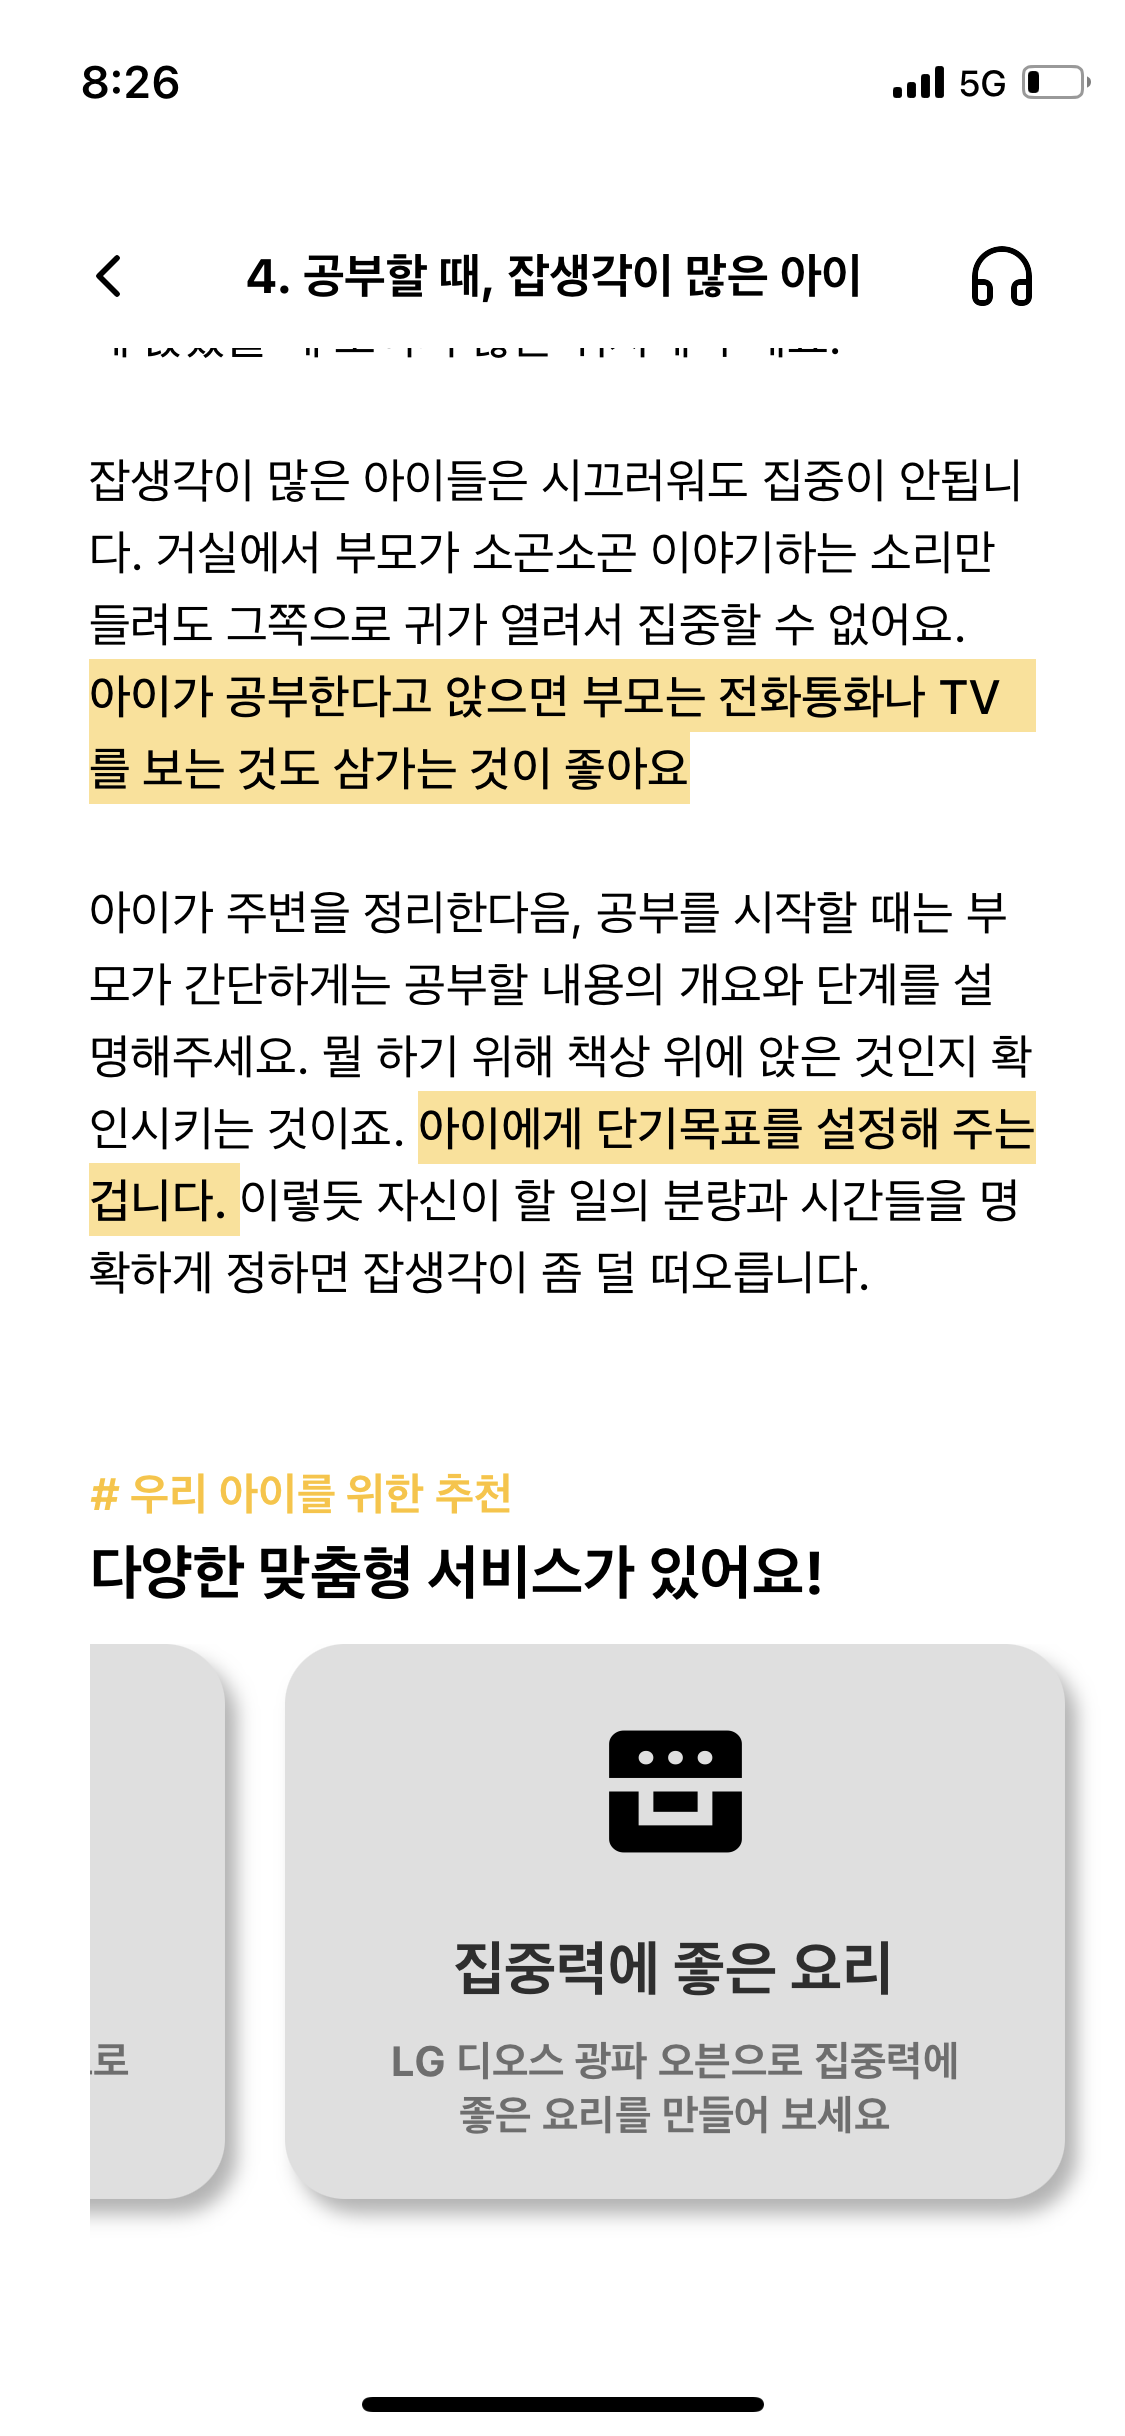 8:26
5G
4. 공부할 때, 잡생각이 많은 아이
잡생각이 많은 아이들은 시끄러워도 집중이 안됩니
다. 거실에서 부모가 소곤소곤 이야기하는 소리만
들려도 그쪽으로 귀가 열려서 집중할 수 없어요.
아이가 공부한다고 앉으면 부모는 전화통화나 TV
를 보는 것도 삼가는 것이 좋아요
아이가 주변을 정리한다음, 공부를 시작할 때는 부
모가 간단하게는 공부할 내용의 개요와 단계를 설
명해주세요. 뭘 하기 위해 책상 위에 앉은 것인지 확
인시키는 것이죠. 아이에게 단기목표를 설정해 주는
겁니다. 이렇듯 자신이 할 일의 분량과 시간들을 명
확하게 정하면 잡생각이 좀 덜 떠오릅니다.
# 우리 아이를 위한 추천
다양한 맞춤형 서비스가 있어요!
로
집중력에 좋은 요리
LG 디오스 광파 오븐으로 집중력에
좋은 요리를 만들어 보세요